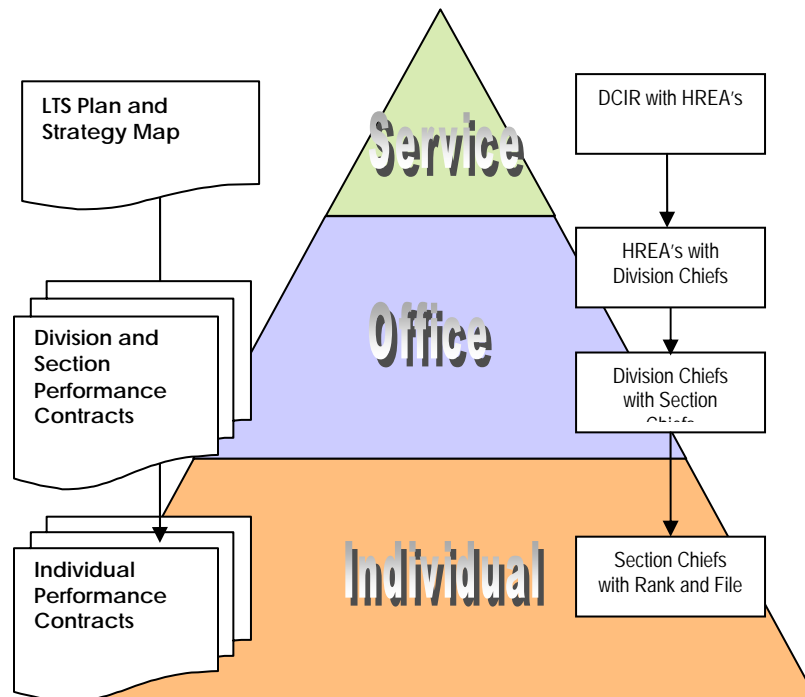 LTS Plan and
Strategy Map
DCIR with HREA's
Service
HREA's with
Division Chiefs
Office
Division and
Section
Performance
Contracts
Division Chiefs
with Section
Chiefs
Individual
Individual
Performance
Contracts
Section Chiefs
with Rank and File